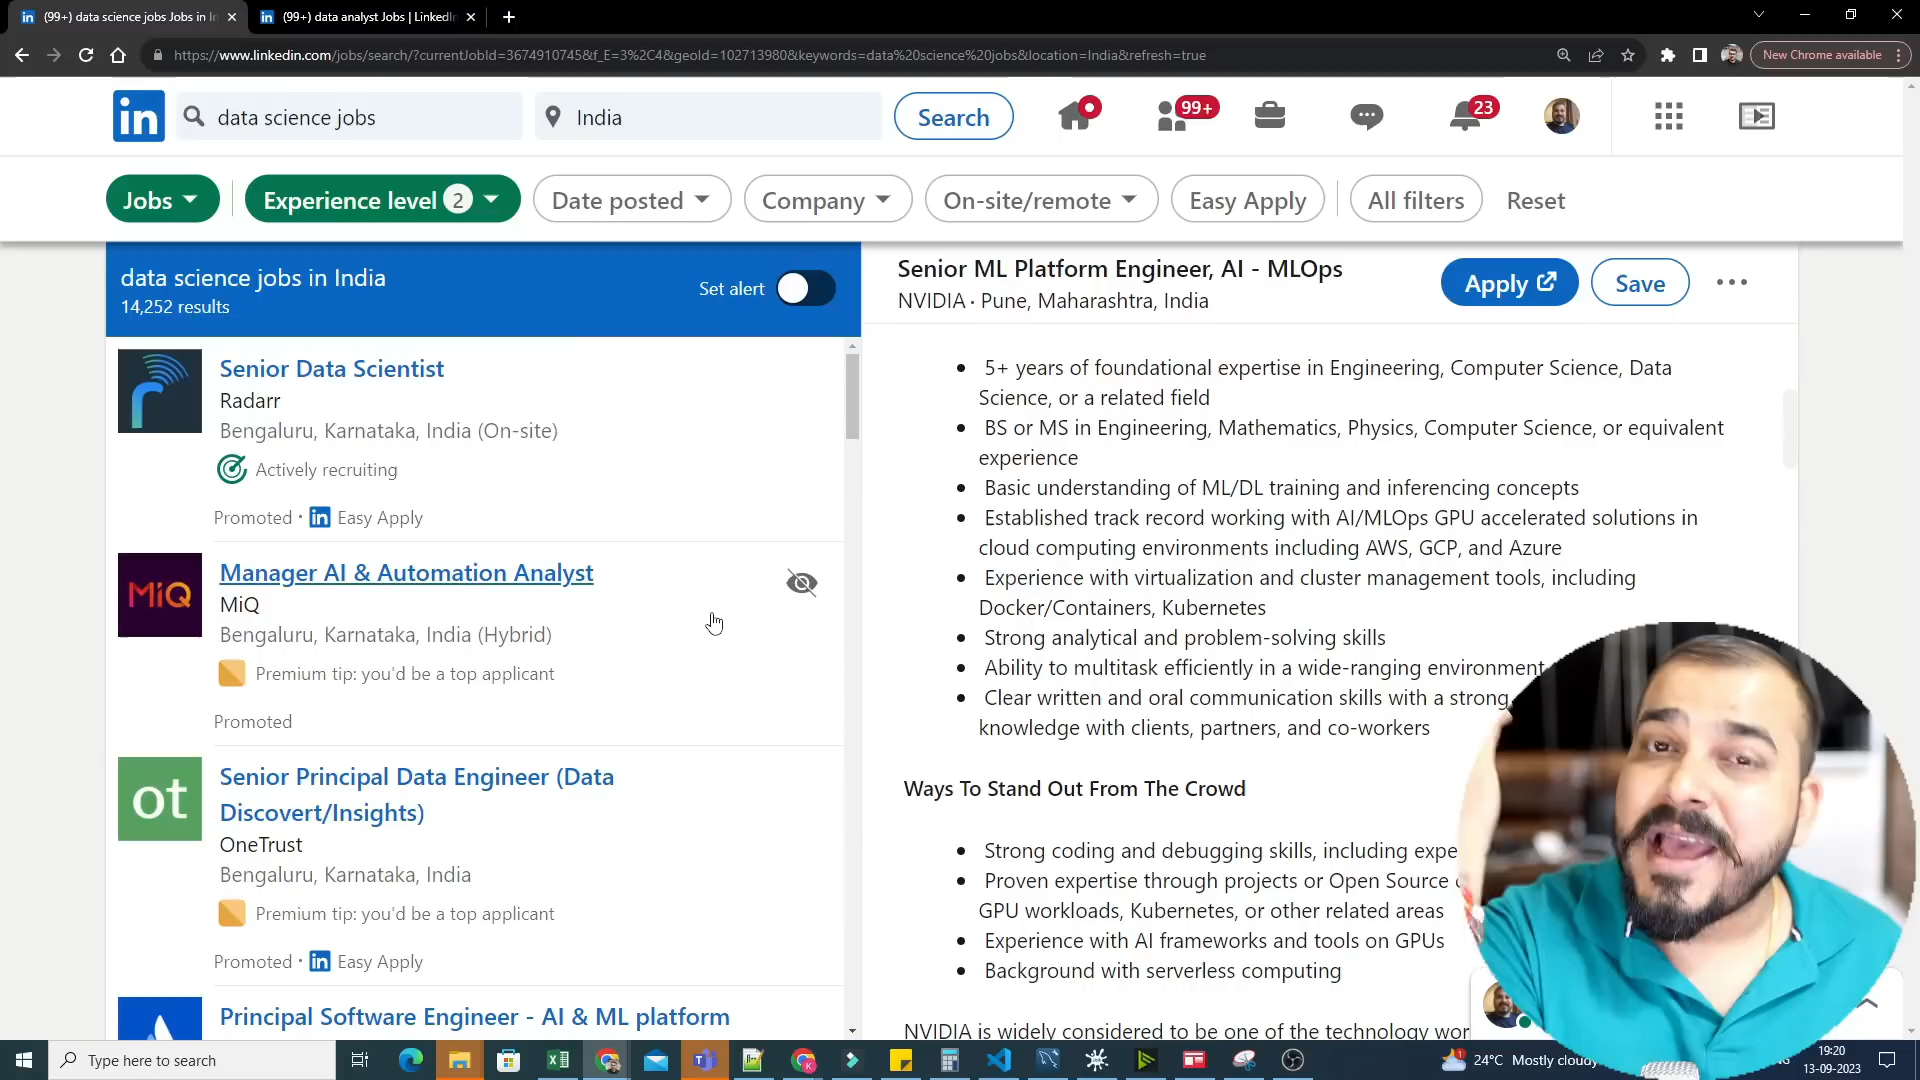 (99+) data science jobs Jobs in In
(99+) data analyst Jobs | LinkedIn
https://www.linkedin.com/jobs/search/?currentJobId=3674910745&f_E=3%2C4&geoId=102713980&keywords=data%20science%20jobs&location=India&refresh=true
New Chrome available
in
data science jobs
India
Search
99+
23
Jobs
Experience level 2
Date posted
Company
On-site/remote
Easy Apply
All filters
Reset
data science jobs in India
14,252 results
Set alert
Senior Data Scientist
Radarr
Bengaluru, Karnataka, India (On-site)
Actively recruiting
Promoted · in Easy Apply
MiQ
Manager AI & Automation Analyst
MiQ
Bengaluru, Karnataka, India (Hybrid)
Premium tip: you'd be a top applicant
Promoted
ot
Senior Principal Data Engineer (Data
Discovert/Insights)
OneTrust
Bengaluru, Karnataka, India
Premium tip: you'd be a top applicant
Promoted · in Easy Apply
Principal Software Engineer - AI & ML platform
Senior ML Platform Engineer, AI - MLOps
NVIDIA · Pune, Maharashtra, India
Apply
Save
• 5+ years of foundational expertise in Engineering, Computer Science, Data
Science, or a related field
• BS or MS in Engineering, Mathematics, Physics, Computer Science, or equivalent
experience
• Basic understanding of ML/DL training and inferencing concepts
• Established track record working with AI/MLOps GPU accelerated solutions in
cloud computing environments including AWS, GCP, and Azure
• Experience with virtualization and cluster management tools, including
Docker/Containers, Kubernetes
• Strong analytical and problem-solving skills
• Ability to multitask efficiently in a wide-ranging environment
• Clear written and oral communication skills with a strong
knowledge with clients, partners, and co-workers
Ways To Stand Out From The Crowd
• Strong coding and debugging skills, including expe
• Proven expertise through projects or Open Source
GPU workloads, Kubernetes, or other related areas
• Experience with AI frameworks and tools on GPUs
• Background with serverless computing
NVIDIA is widely considered to be one of the technology wor
Type here to search
24°C Mostly cloudy
19:20
13-09-2023